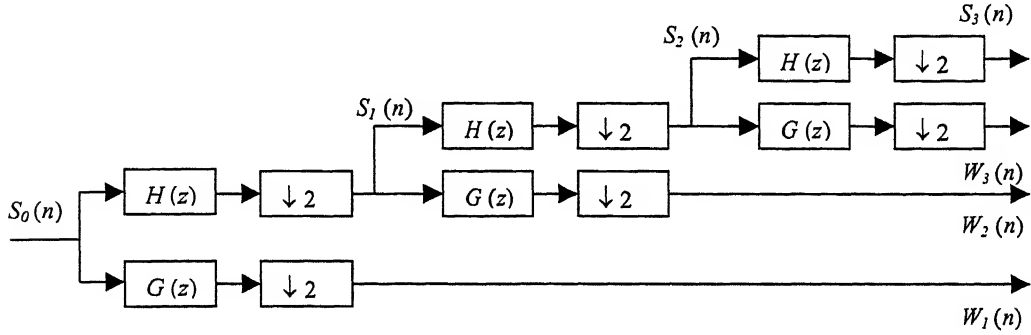 S₃(n)
S₂(n)
H(z) ↓2
S₁(n)
H(z) ↓2 G(z) ↓2
W₃(n)
S₀(n) H(z) ↓2 G(z) ↓2
W₂(n)
G(z) ↓2
W₁(n)